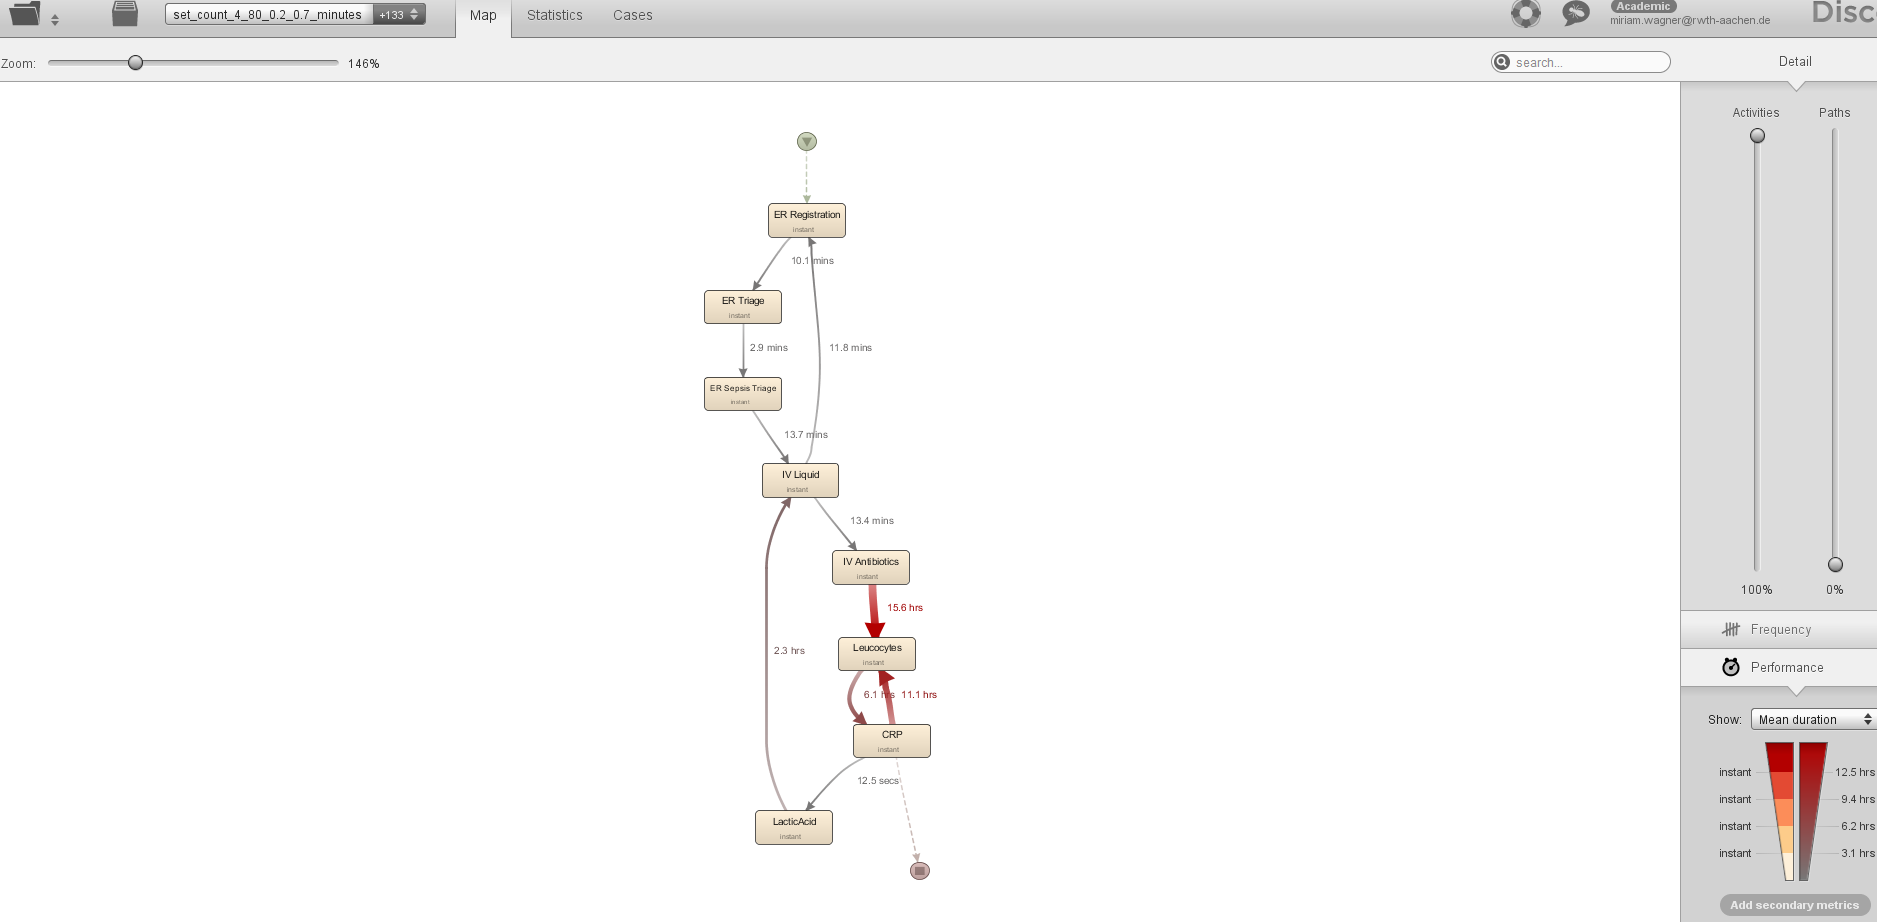 set_count_4_80_0.2_0.7_minutes +133
Map Statistics Cases
Academic
miriam.wagner@rwth-aachen.de
Disc
Zoom: 146%
search...
Detail
Activities Paths
ER Registration
instant
10.1 mins
ER Triage
instant
2.9 mins
11.8 mins
ER Sepsis Triage
instant
13.7 mins
IV Liquid
instant
13.4 mins
IV Antibiotics
instant
15.6 hrs
Leucocytes
instant
2.3 hrs
6.1 hrs 11.1 hrs
CRP
instant
12.5 secs
LacticAcid
instant
100% 0%
Frequency
Performance
Show: Mean duration
instant 12.5 hrs
instant 9.4 hrs
instant 6.2 hrs
instant 3.1 hrs
Add secondary metrics